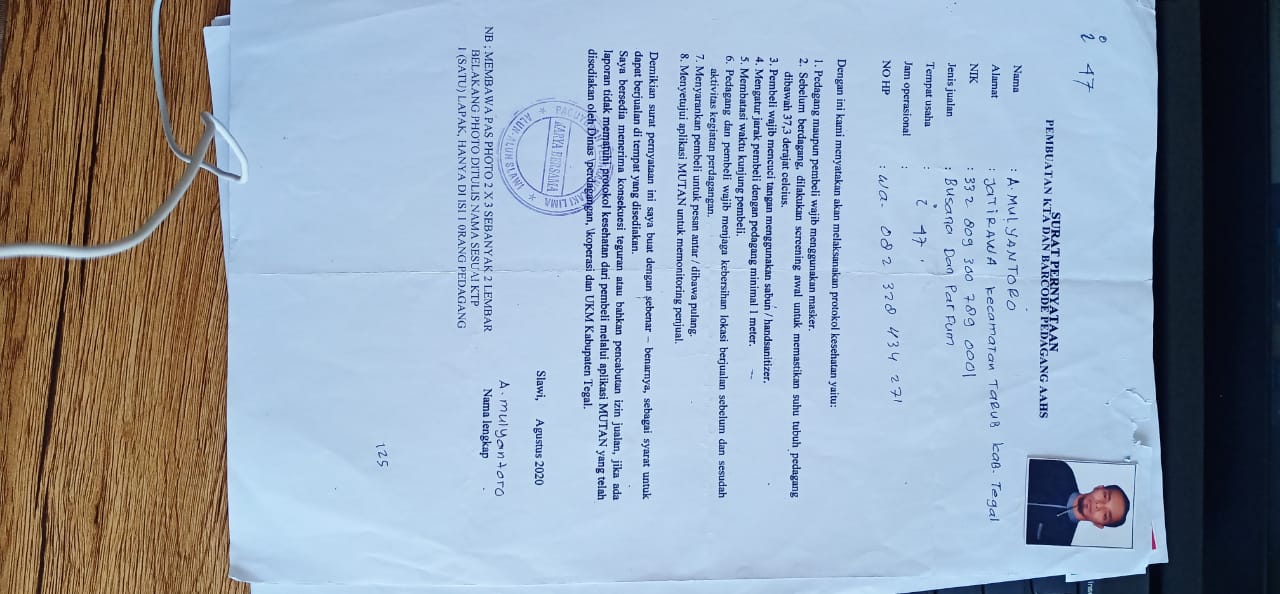 2 47
SURAT PERNYATAAN
PEMBUATAN KTA DAN BARCODE PEDAGANG AAHS
Nama : A. MULYANTORO
Alamat : JATIRAWA kecamatan TARUB kab. Tegal
NIK : 332 809 300 789 0001
Jenis jualan : Busana Dan Parfum
Tempat usaha : 2 47.
Jam operasional :
NO HP : WA. 082 328 434 271
Dengan ini kami menyatakan akan melaksanakan protokol kesehatan yaitu:
1. Pedagang maupun pembeli wajib menggunakan masker.
2. Sebelum berdagang, dilakukan screening awal untuk memastikan suhu tubuh pedagang
dibawah 37,3 derajat celcius.
3. Pembeli wajib mencuci tangan menggunakan sabun / handsanitizer.
4. Mengatur jarak pembeli dengan pedagang minimal 1 meter.
5. Membatasi waktu kunjung pembeli.
6. Pedagang dan pembeli wajib menjaga kebersihan lokasi berjualan sebelum dan sesudah
aktivitas kegiatan perdagangan.
7. Menyarankan pembeli untuk pesan antar / dibawa pulang.
8. Menyetujui aplikasi MUTAN untuk memonitoring penjual.
Demikian surat pernyataan ini saya buat dengan sebenar – benarnya, sebagai syarat untuk
dapat berjualan di tempat yang disediakan.
Saya bersedia menerima konsekuesi teguran atau bahkan pencabutan izin jualan, jika ada
laporan tidak mematuhi protokol kesehatan dari pembeli melalui aplikasi MUTAN yang telah
disediakan oleh Dinas perdagangan, koperasi dan UKM Kabupaten Tegal.
Slawi, Agustus 2020
KARYA BERSAMA
ALUN-ALUN SLAWI
KAKI LIMA
A. mulyantoro
Nama lengkap
NB : MEMBAWA PAS PHOTO 2 X 3 SEBANYAK 2 LEMBAR
BELAKANG PHOTO DITULIS NAMA SESUAI KTP
1 (SATU) LAPAK, HANYA DI ISI 1 ORANG PEDAGANG
125